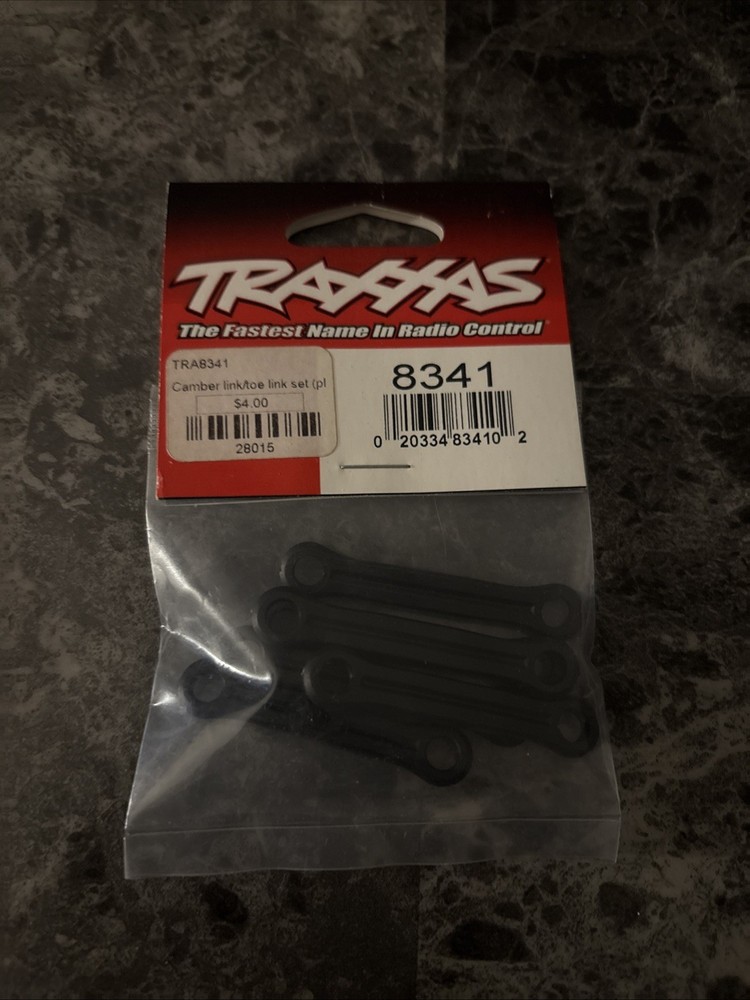 TRAXXAS
The Fastest Name In Radio Control
TRA8341
Camber link/toe link set (pl
$4.00
28015
8341
0 20334 83410 2